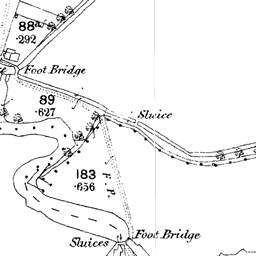 88a
·292
Foot Bridge
89
·627
Sluice
183
·656
F.P.
Foot Bridge
Sluices